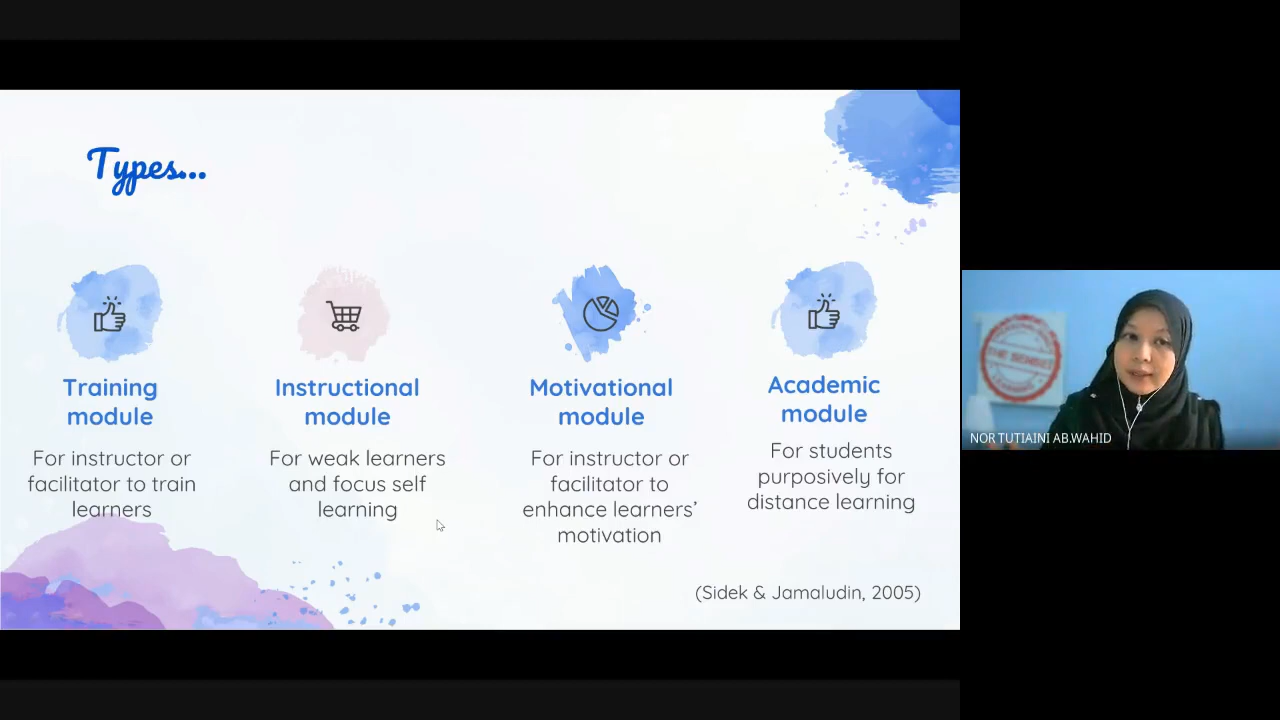 Types...
Training
module
For instructor or
facilitator to train
learners
Instructional
module
For weak learners
and focus self
learning
Motivational
module
For instructor or
facilitator to
enhance learners’
motivation
Academic
module
For students
purposively for
distance learning
(Sidek & Jamaludin, 2005)
THE SENSEI
NOR TUTIAINI AB.WAHID